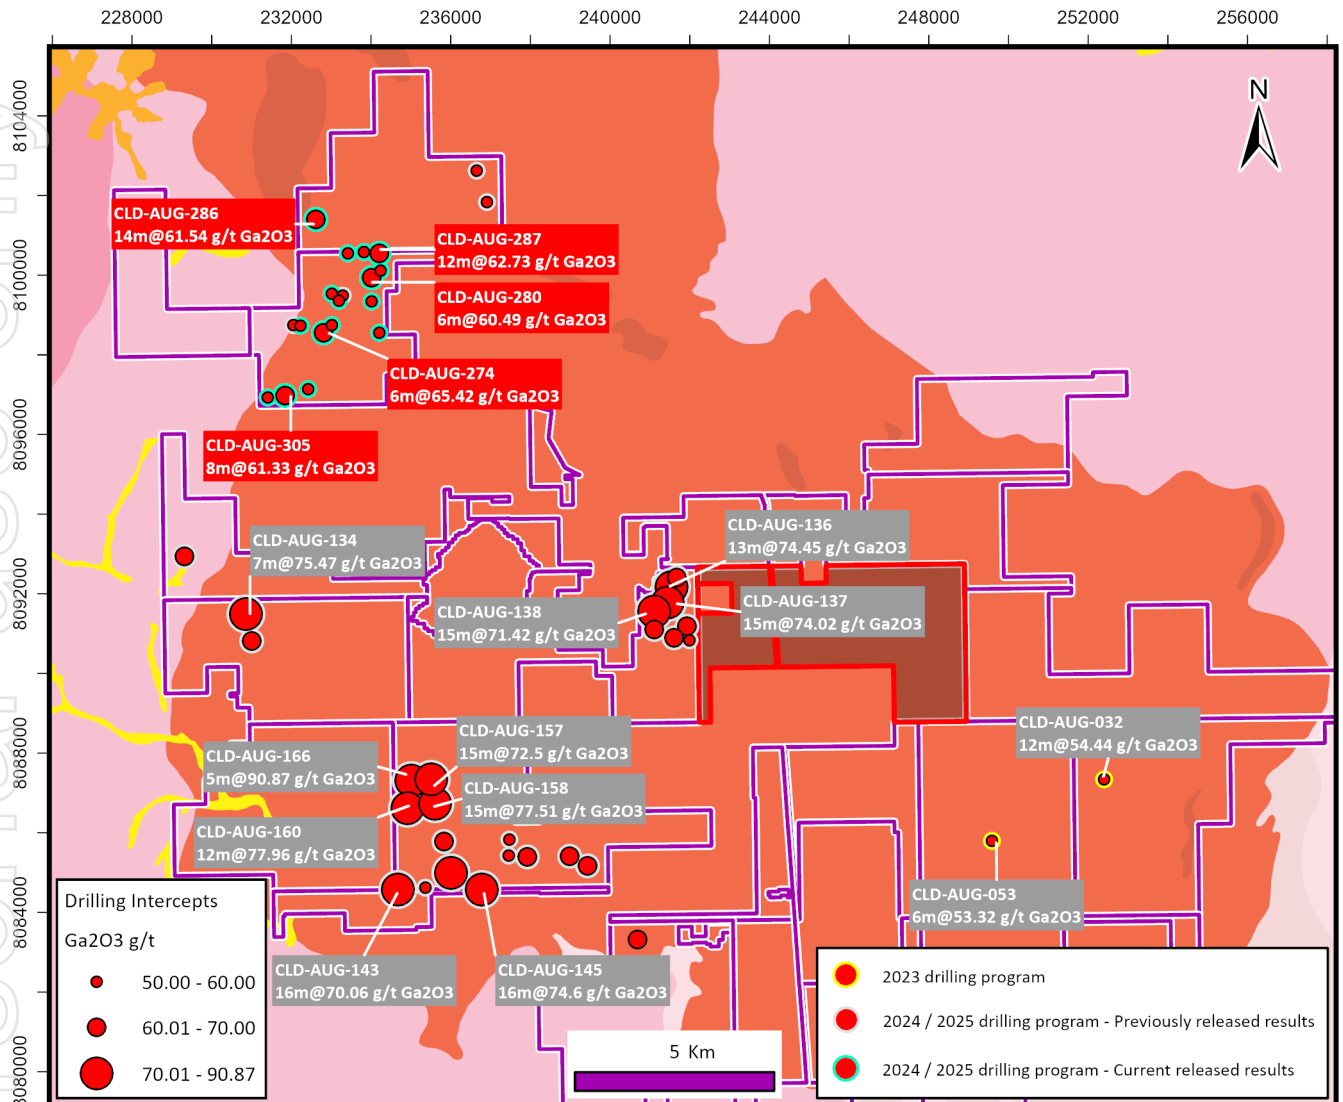 228000 232000 236000 240000 244000 248000 252000 256000
8104000
8100000
8096000
8092000
8088000
8084000
8080000
N
CLD-AUG-286
14m@61.54 g/t Ga2O3
CLD-AUG-287
12m@62.73 g/t Ga2O3
CLD-AUG-280
6m@60.49 g/t Ga2O3
CLD-AUG-274
6m@65.42 g/t Ga2O3
CLD-AUG-305
8m@61.33 g/t Ga2O3
CLD-AUG-134
7m@75.47 g/t Ga2O3
CLD-AUG-136
13m@74.45 g/t Ga2O3
CLD-AUG-138
15m@71.42 g/t Ga2O3
CLD-AUG-137
15m@74.02 g/t Ga2O3
CLD-AUG-032
12m@54.44 g/t Ga2O3
CLD-AUG-157
15m@72.5 g/t Ga2O3
CLD-AUG-166
5m@90.87 g/t Ga2O3
CLD-AUG-158
15m@77.51 g/t Ga2O3
CLD-AUG-160
12m@77.96 g/t Ga2O3
CLD-AUG-053
6m@53.32 g/t Ga2O3
CLD-AUG-143
16m@70.06 g/t Ga2O3
CLD-AUG-145
16m@74.6 g/t Ga2O3
Drilling Intercepts
Ga2O3 g/t
50.00 - 60.00
60.01 - 70.00
70.01 - 90.87
5 Km
2023 drilling program
2024 / 2025 drilling program - Previously released results
2024 / 2025 drilling program - Current released results